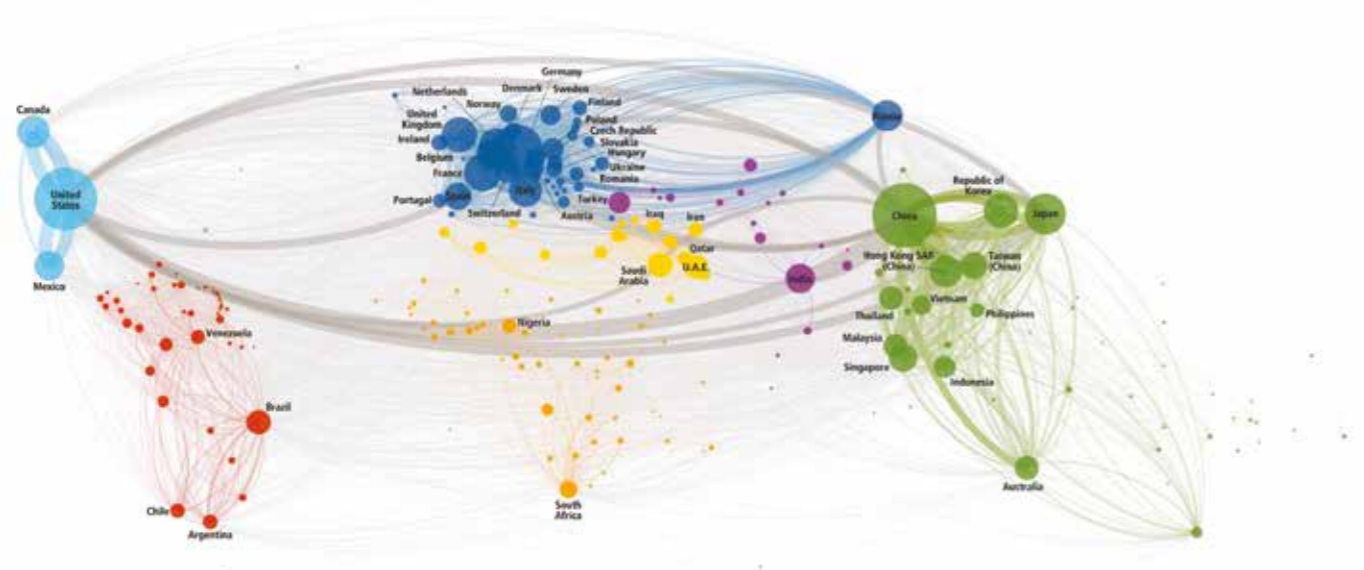 Canada
United
States
Mexico
Venezuela
Brazil
Chile
Argentina
Germany
Netherlands
Denmark
Sweden
Norway
Finland
United
Kingdom
Poland
Czech Republic
Ireland
Slovakia
Hungary
Belgium
Ukraine
France
Romania
Portugal
Spain
Italy
Turkey
Switzerland
Austria
Iraq
Iran
Qatar
Saudi
Arabia
U.A.E.
Nigeria
South
Africa
Russia
India
China
Republic of
Korea
Japan
Hong Kong SAR
(China)
Taiwan
(China)
Vietnam
Thailand
Philippines
Malaysia
Singapore
Indonesia
Australia